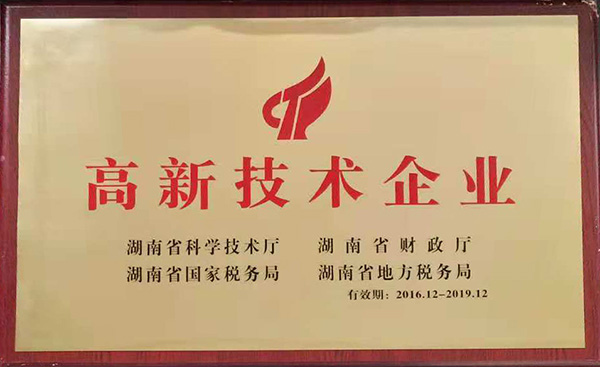 高新技术企业
湖南省科学技术厅 湖南省财政厅
湖南省国家税务局 湖南省地方税务局
有效期：2016.12-2019.12